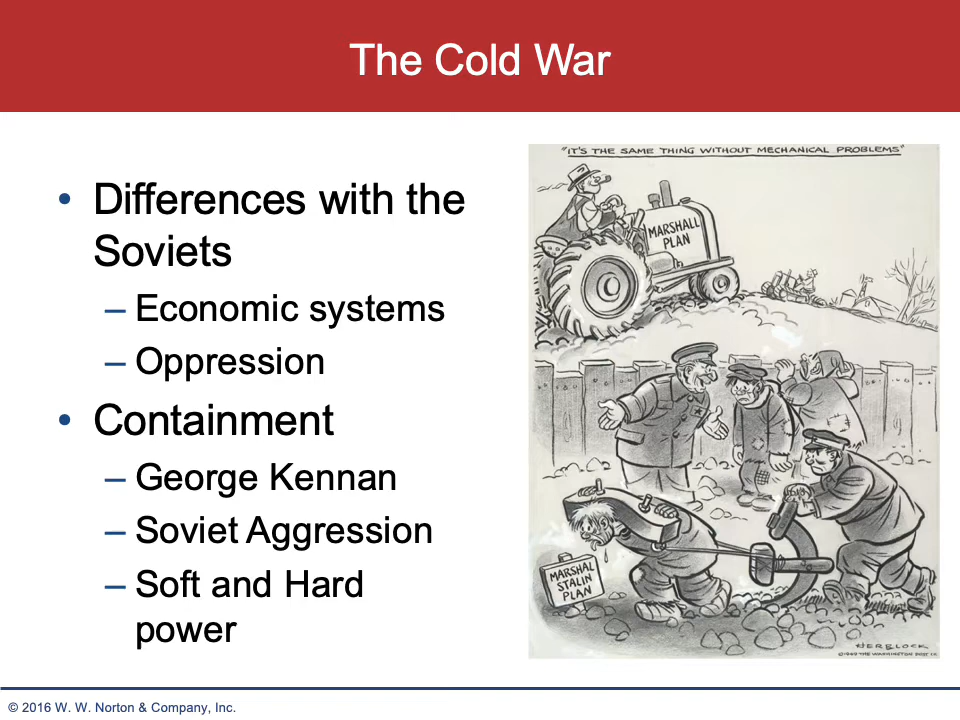 The Cold War
• Differences with the
Soviets
– Economic systems
– Oppression
• Containment
– George Kennan
– Soviet Aggression
– Soft and Hard
power
"IT'S THE SAME THING WITHOUT MECHANICAL PROBLEMS"
MARSHALL
PLAN
MARSHAL
STALIN
PLAN
HERBLOCK
©1949 THE WASHINGTON POST CO.
© 2016 W. W. Norton & Company, Inc.